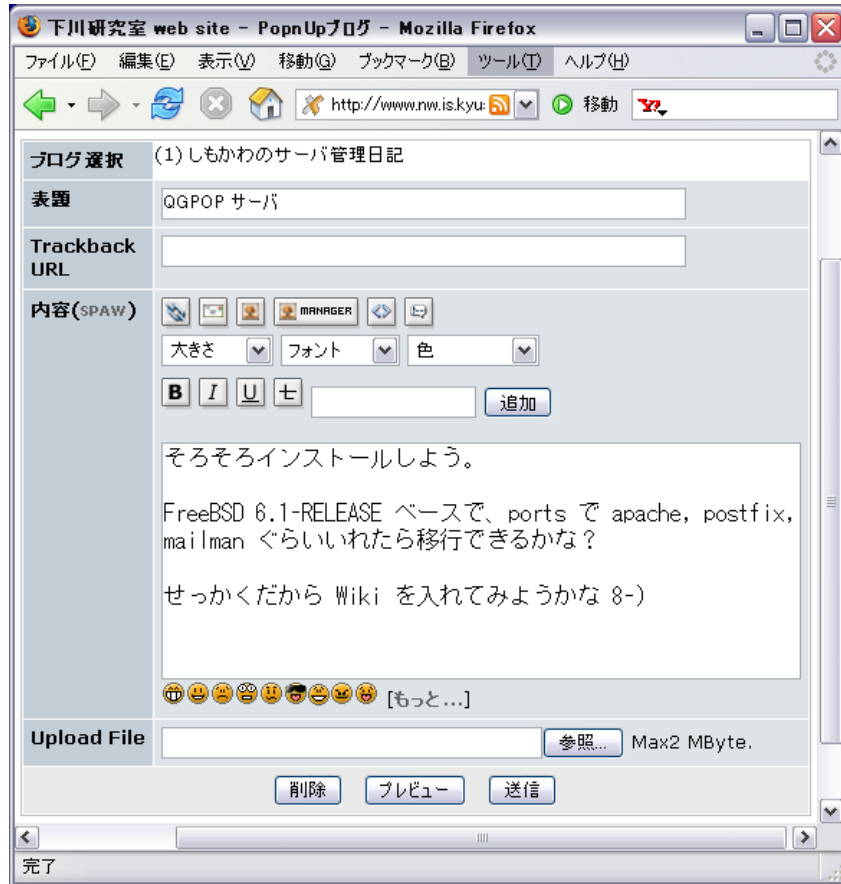 下川研究室 web site - PopnUpブログ - Mozilla Firefox
ファイル(F) 編集(E) 表示(V) 移動(G) ブックマーク(B) ツール(T) ヘルプ(H)
http://www.nw.is.kyu 移動 Y!
ブログ選択 (1) しもかわのサーバ管理日記
表題 QGPOP サーバ
Trackback
URL
内容(SPAW) MANAGER
大きさ フォント 色
B I U 七 追加
そろそろインストールしよう。
FreeBSD 6.1-RELEASE ベースで、ports で apache, postfix,
mailman ぐらいいれたら移行できるかな？
せっかくだから Wiki を入れてみようかな 8-)
[もっと...]
Upload File 参照... Max2 MByte.
削除 プレビュー 送信
完了